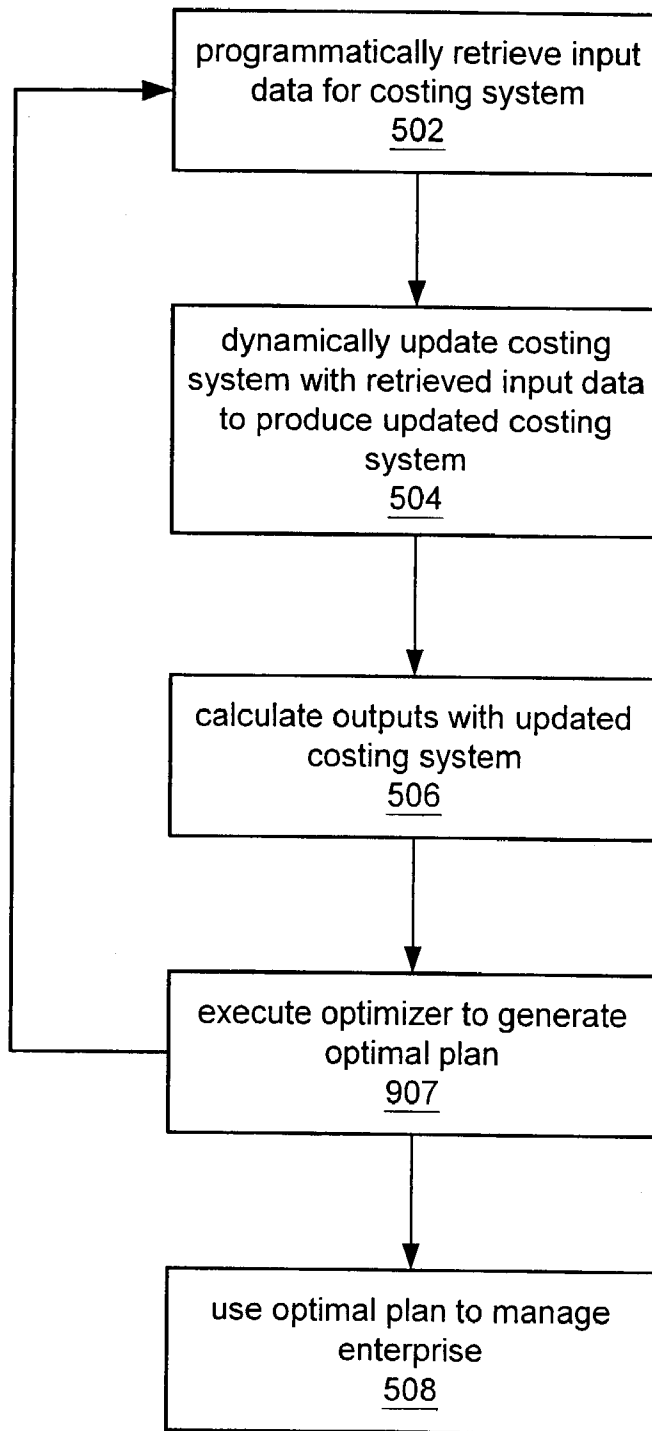 programmatically retrieve input
data for costing system
502
dynamically update costing
system with retrieved input data
to produce updated costing
system
504
calculate outputs with updated
costing system
506
execute optimizer to generate
optimal plan
907
use optimal plan to manage
enterprise
508